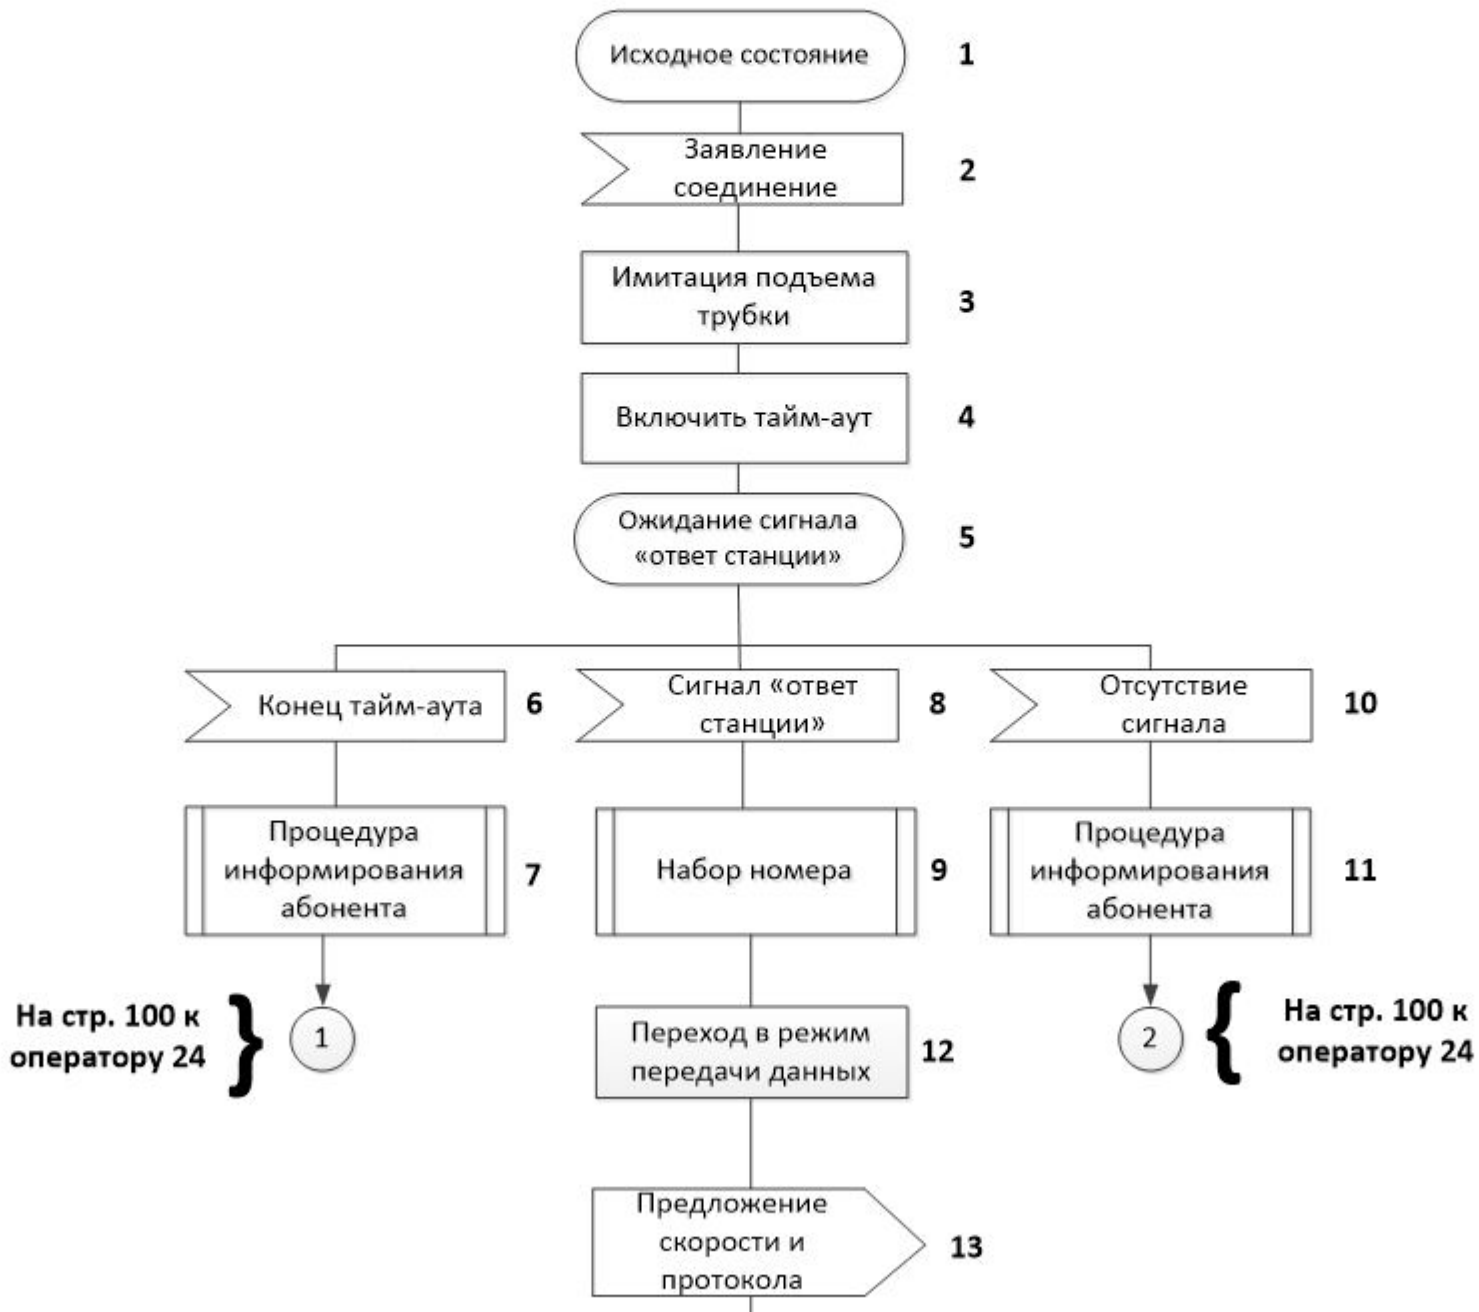 Исходное состояние
1
Заявление
соединение
2
Имитация подъема
трубки
3
Включить тайм-аут
4
Ожидание сигнала
«ответ станции»
5
Конец тайм-аута
6
Сигнал «ответ
станции»
8
Отсутствие
сигнала
10
Процедура
информирования
абонента
7
Набор номера
9
Процедура
информирования
абонента
11
На стр. 100 к
оператору 24
1
Переход в режим
передачи данных
12
2
На стр. 100 к
оператору 24
Предложение
скорости и
протокола
13